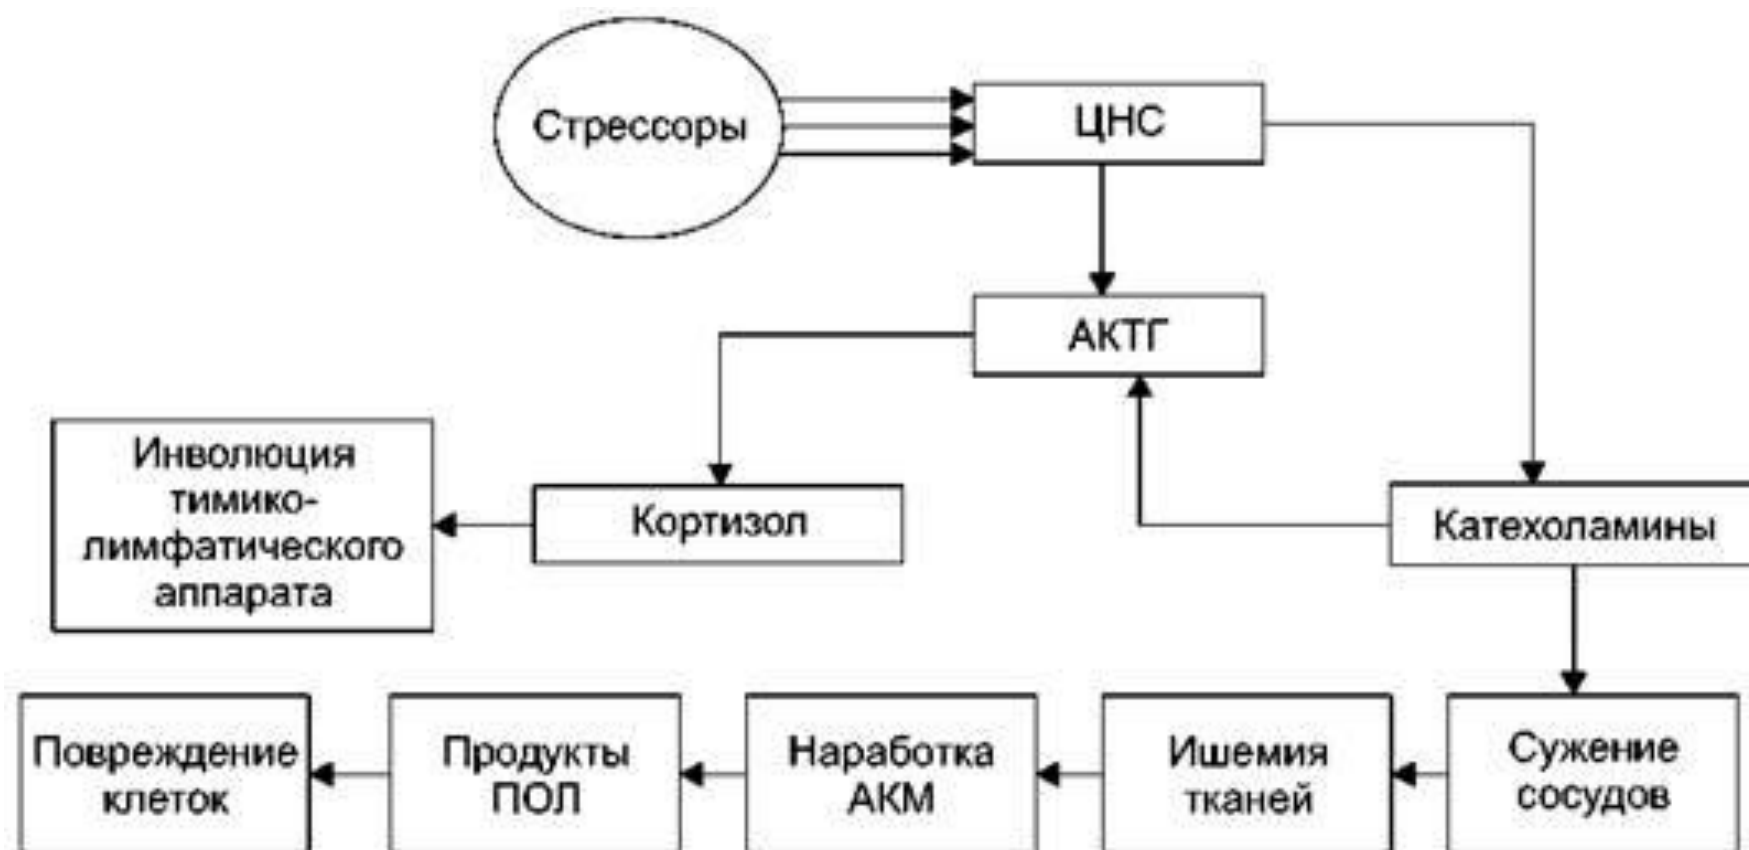 Стрессоры
ЦНС
АКТГ
Инволюция
тимико-
лимфатического
аппарата
Кортизол
Катехоламины
Повреждение
клеток
Продукты
ПОЛ
Наработка
АКМ
Ишемия
тканей
Сужение
сосудов